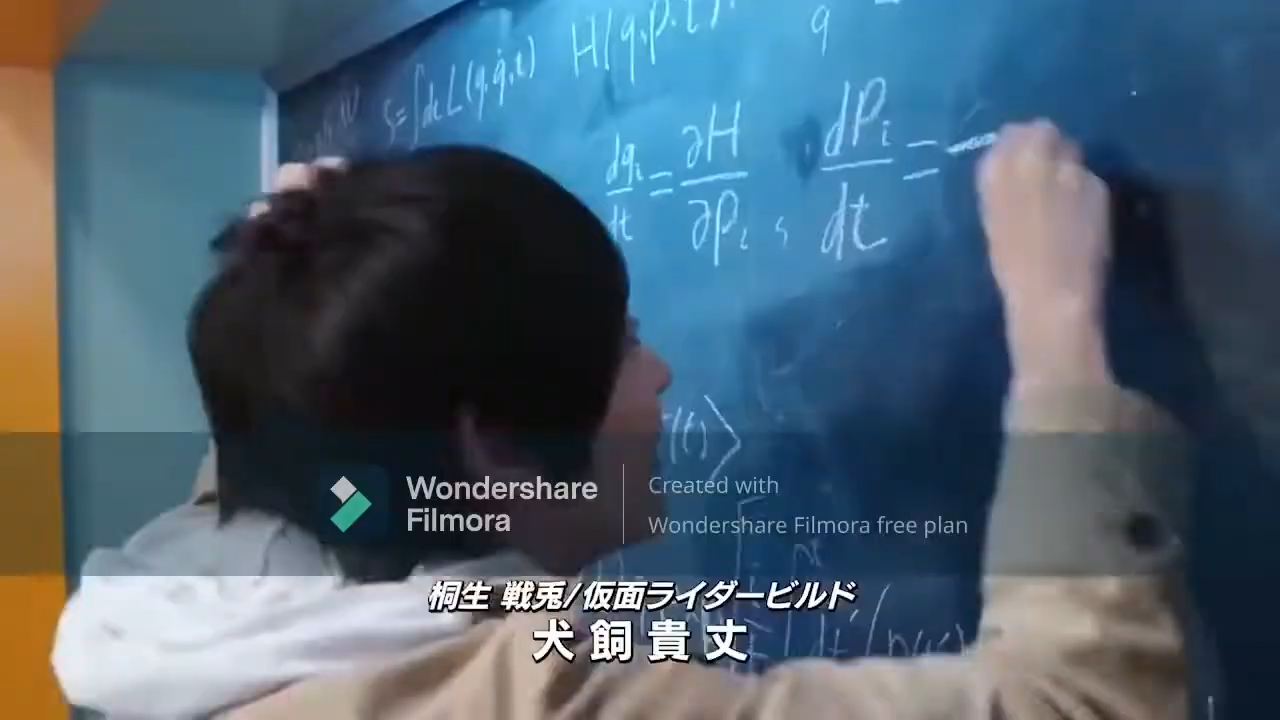 S=∫dt L(q,q̇,t)
H(q,p,t)
q
dqᵢ/dt = ∂H/∂Pᵢ, dPᵢ/dt = −
(t)⟩
Wondershare
Filmora
Created with
Wondershare Filmora free plan
桐生 戦兎/仮面ライダービルド
犬飼貴丈